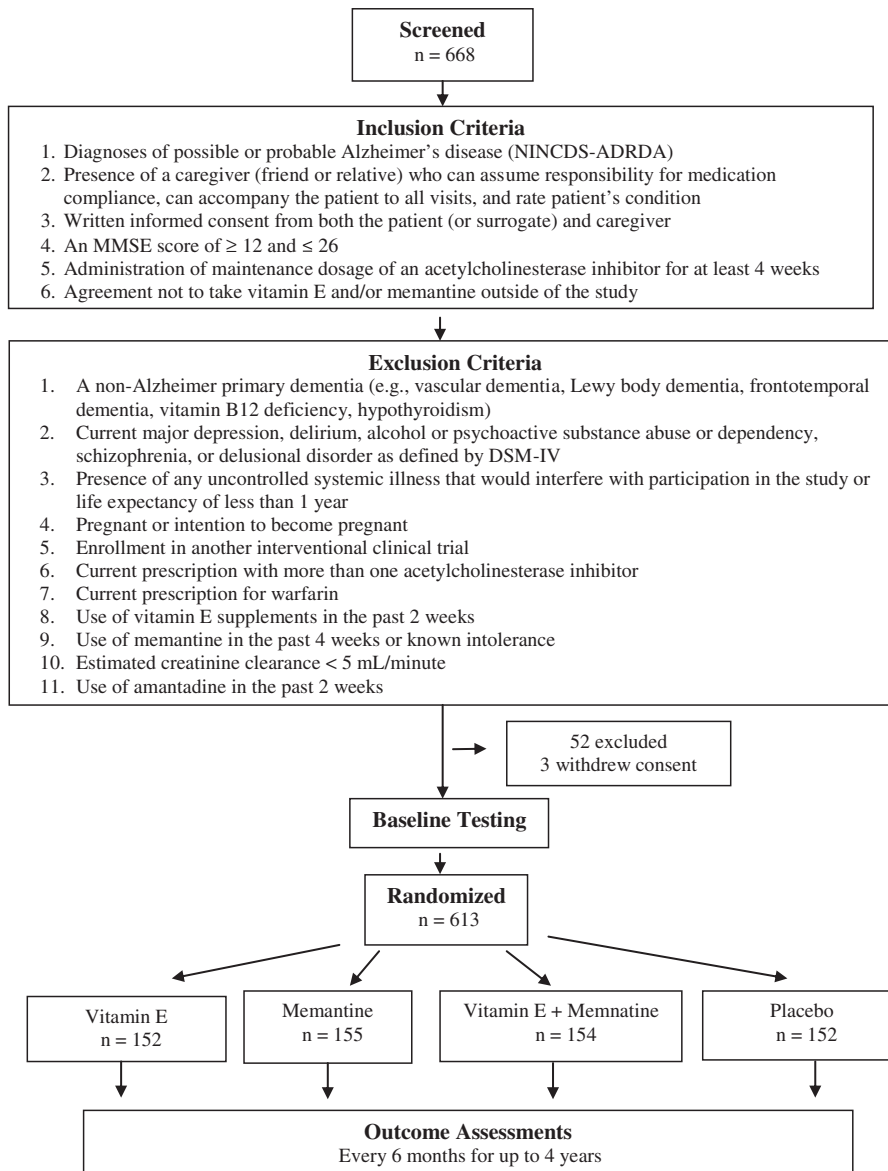 Screened
n = 668
Inclusion Criteria
1. Diagnoses of possible or probable Alzheimer's disease (NINCDS-ADRDA)
2. Presence of a caregiver (friend or relative) who can assume responsibility for medication
compliance, can accompany the patient to all visits, and rate patient's condition
3. Written informed consent from both the patient (or surrogate) and caregiver
4. An MMSE score of ≥ 12 and ≤ 26
5. Administration of maintenance dosage of an acetylcholinesterase inhibitor for at least 4 weeks
6. Agreement not to take vitamin E and/or memantine outside of the study
Exclusion Criteria
1. A non-Alzheimer primary dementia (e.g., vascular dementia, Lewy body dementia, frontotemporal
dementia, vitamin B12 deficiency, hypothyroidism)
2. Current major depression, delirium, alcohol or psychoactive substance abuse or dependency,
schizophrenia, or delusional disorder as defined by DSM-IV
3. Presence of any uncontrolled systemic illness that would interfere with participation in the study or
life expectancy of less than 1 year
4. Pregnant or intention to become pregnant
5. Enrollment in another interventional clinical trial
6. Current prescription with more than one acetylcholinesterase inhibitor
7. Current prescription for warfarin
8. Use of vitamin E supplements in the past 2 weeks
9. Use of memantine in the past 4 weeks or known intolerance
10. Estimated creatinine clearance < 5 mL/minute
11. Use of amantadine in the past 2 weeks
52 excluded
3 withdrew consent
Baseline Testing
Randomized
n = 613
Vitamin E
n = 152
Memantine
n = 155
Vitamin E + Memnatine
n = 154
Placebo
n = 152
Outcome Assessments
Every 6 months for up to 4 years